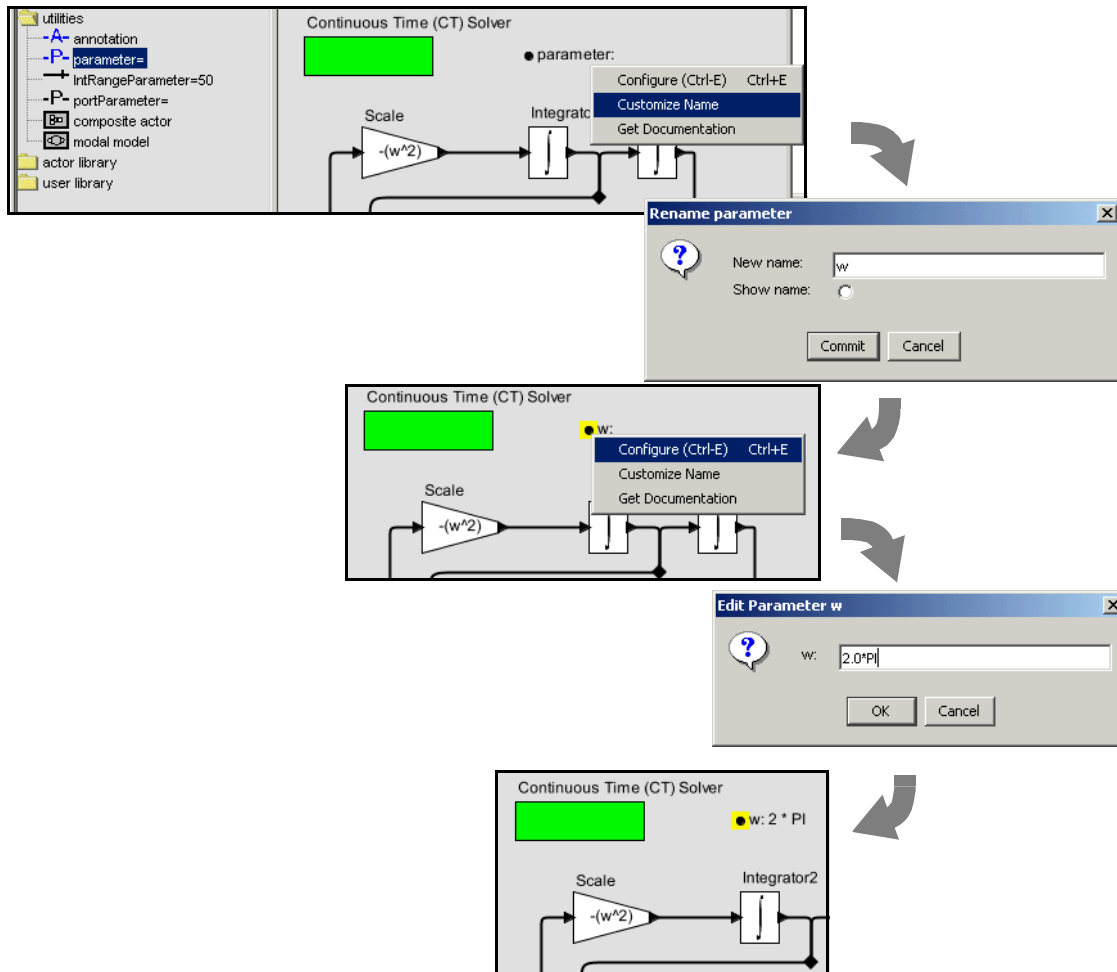 utilities
-A- annotation
-P- parameter=
IntRangeParameter=50
-P- portParameter=
composite actor
modal model
actor library
user library
Continuous Time (CT) Solver
parameter:
Configure (Ctrl-E) Ctrl+E
Customize Name
Get Documentation
Scale
Integrato
-(w^2)
∫
∫
Rename parameter
?
New name: w
Show name:
Commit Cancel
Continuous Time (CT) Solver
w:
Configure (Ctrl-E) Ctrl+E
Customize Name
Get Documentation
Scale
-(w^2)
Edit Parameter w
?
w: 2.0*PI
OK Cancel
Continuous Time (CT) Solver
w: 2 * PI
Scale
Integrator2
-(w^2)
∫